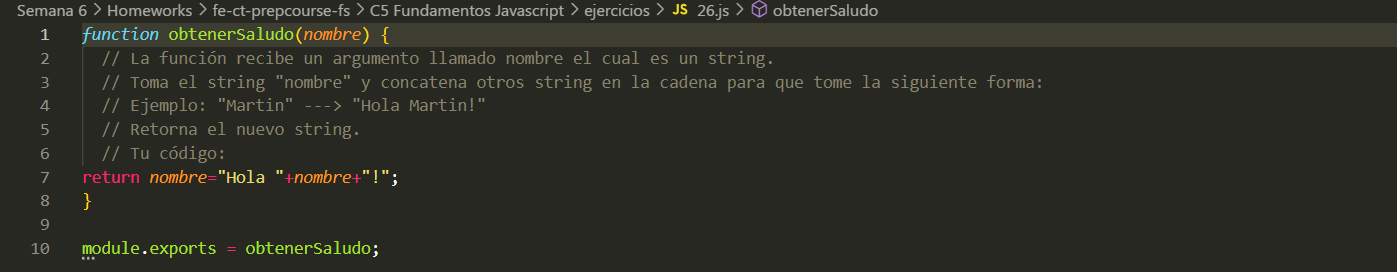 Semana 6 > Homeworks > fe-ct-prepcourse-fs > C5 Fundamentos Javascript > ejercicios > JS 26.js > obtenerSaludo
1 function obtenerSaludo(nombre) {
2 // La función recibe un argumento llamado nombre el cual es un string.
3 // Toma el string "nombre" y concatena otros string en la cadena para que tome la siguiente forma:
4 // Ejemplo: "Martin" ---> "Hola Martin!"
5 // Retorna el nuevo string.
6 // Tu código:
7 return nombre="Hola "+nombre+"!";
8 }
9
10 module.exports = obtenerSaludo;